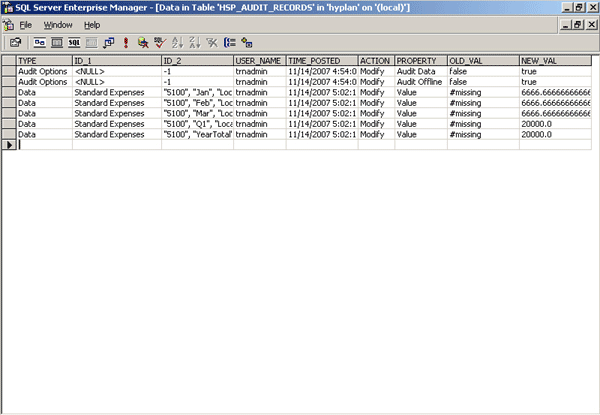 SQL Server Enterprise Manager - [Data in Table 'HSP_AUDIT_RECORDS' in 'hyplan' on '(local)']
File Window Help
SQL
TYPE ID_1 ID_2 USER_NAME TIME_POSTED ACTION PROPERTY OLD_VAL NEW_VAL
Audit Options <NULL> -1 trnadmin 11/14/2007 4:54:0 Modify Audit Data false true
Audit Options <NULL> -1 trnadmin 11/14/2007 4:54:0 Modify Audit Offline false true
Data Standard Expenses "5100", "Jan", "Loc trnadmin 11/14/2007 5:02:1 Modify Value #missing 6666.66666666666
Data Standard Expenses "5100", "Feb", "Loc trnadmin 11/14/2007 5:02:1 Modify Value #missing 6666.66666666666
Data Standard Expenses "5100", "Mar", "Loc trnadmin 11/14/2007 5:02:1 Modify Value #missing 6666.66666666666
Data Standard Expenses "5100", "Q1", "Loca trnadmin 11/14/2007 5:02:1 Modify Value #missing 20000.0
Data Standard Expenses "5100", "YearTotal" trnadmin 11/14/2007 5:02:1 Modify Value #missing 20000.0